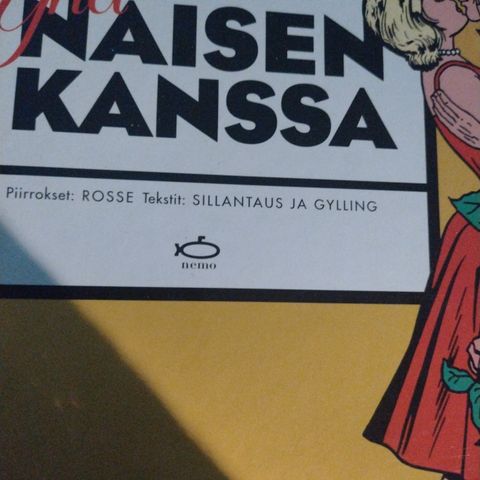 NAISEN
KANSSA
Piirrokset: ROSSE Tekstit: SILLANTAUS JA GYLLING
nemo